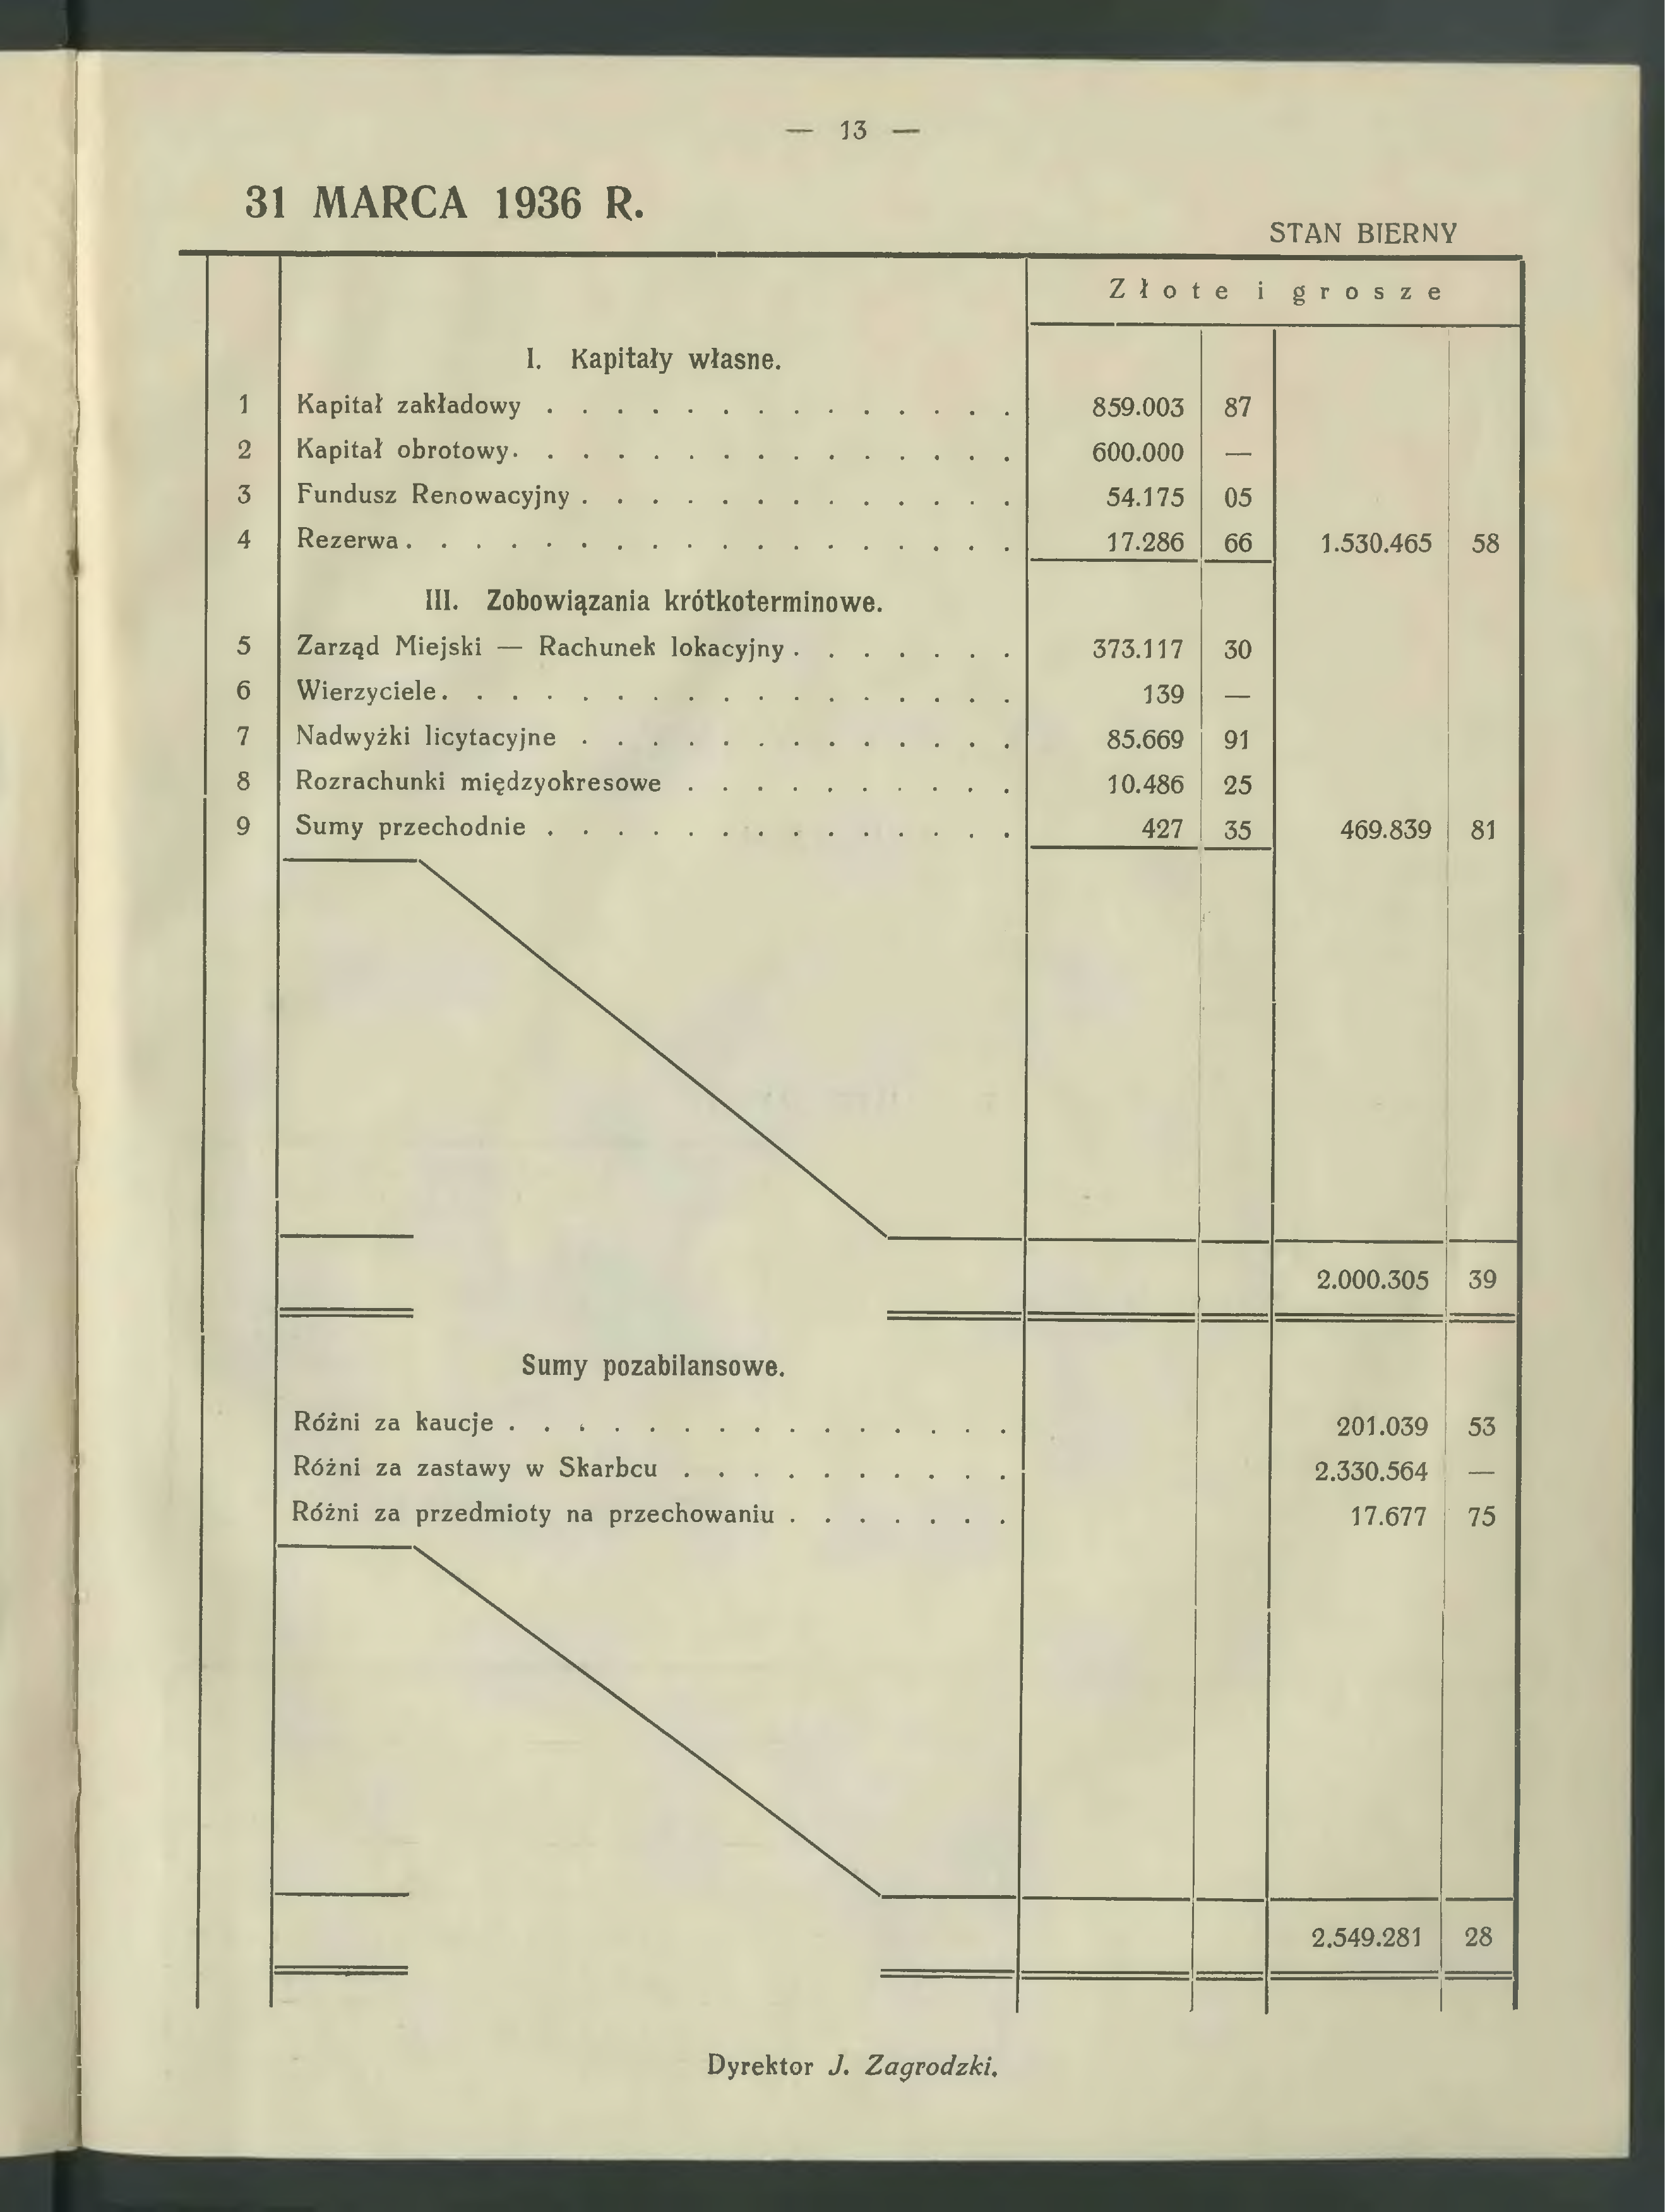 — 13 —
31 MARCA 1936 R.
STAN BIERNY
Złote i grosze
I. Kapitały własne.
1 Kapitał zakładowy . . . . . . . . . . . . . . 859.003 87
2 Kapitał obrotowy. . . . . . . . . . . . . . . 600.000 —
3 Fundusz Renowacyjny . . . . . . . . . . . . . 54.175 05
4 Rezerwa . . . . . . . . . . . . . . . . . . 17.286 66 1.530.465 58
III. Zobowiązania krótkoterminowe.
5 Zarząd Miejski — Rachunek lokacyjny . . . . . . . 373.117 30
6 Wierzyciele . . . . . . . . . . . . . . . . . 139 —
7 Nadwyżki licytacyjne . . . . . . . . . . . . . 85.669 91
8 Rozrachunki międzyokresowe . . . . . . . . . . 10.486 25
9 Sumy przechodnie . . . . . . . . . . . . . . 427 35 469.839 81
2.000.305 39
Sumy pozabilansowe.
Różni za kaucje . . . . . . . . . . . . . . . 201.039 53
Różni za zastawy w Skarbcu . . . . . . . . . . 2.330.564 —
Różni za przedmioty na przechowaniu . . . . . . . 17.677 75
2.549.281 28
Dyrektor J. Zagrodzki.